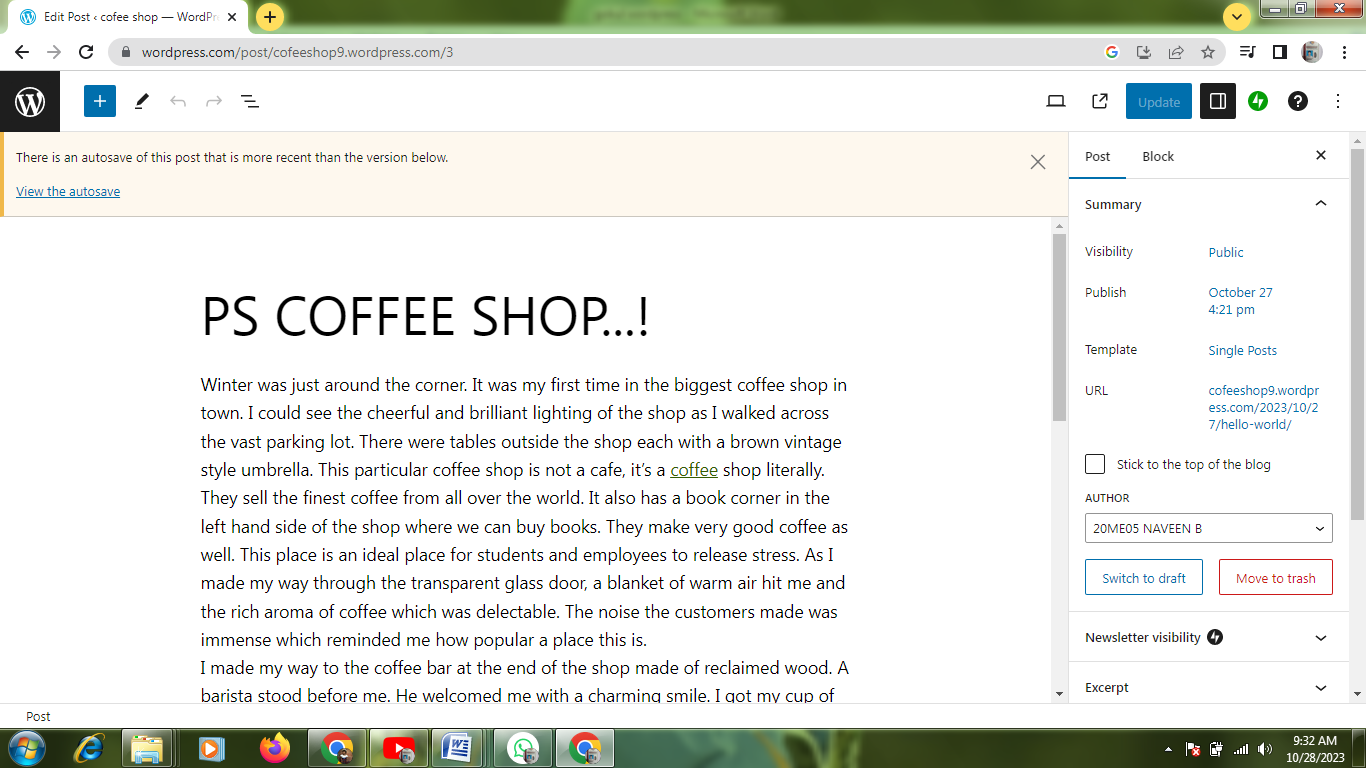 Edit Post ‹ cofee shop — WordPr
wordpress.com/post/cofeeshop9.wordpress.com/3
Update
There is an autosave of this post that is more recent than the version below.
View the autosave
PS COFFEE SHOP...!
Winter was just around the corner. It was my first time in the biggest coffee shop in
town. I could see the cheerful and brilliant lighting of the shop as I walked across
the vast parking lot. There were tables outside the shop each with a brown vintage
style umbrella. This particular coffee shop is not a cafe, it's a coffee shop literally.
They sell the finest coffee from all over the world. It also has a book corner in the
left hand side of the shop where we can buy books. They make very good coffee as
well. This place is an ideal place for students and employees to release stress. As I
made my way through the transparent glass door, a blanket of warm air hit me and
the rich aroma of coffee which was delectable. The noise the customers made was
immense which reminded me how popular a place this is.
I made my way to the coffee bar at the end of the shop made of reclaimed wood. A
barista stood before me. He welcomed me with a charming smile. I got my cup of
Post
Block
Summary
Visibility
Public
Publish
October 27
4:21 pm
Template
Single Posts
URL
cofeeshop9.wordpr
ess.com/2023/10/2
7/hello-world/
Stick to the top of the blog
AUTHOR
20ME05 NAVEEN B
Switch to draft
Move to trash
Newsletter visibility
Excerpt
Post
9:32 AM
10/28/2023